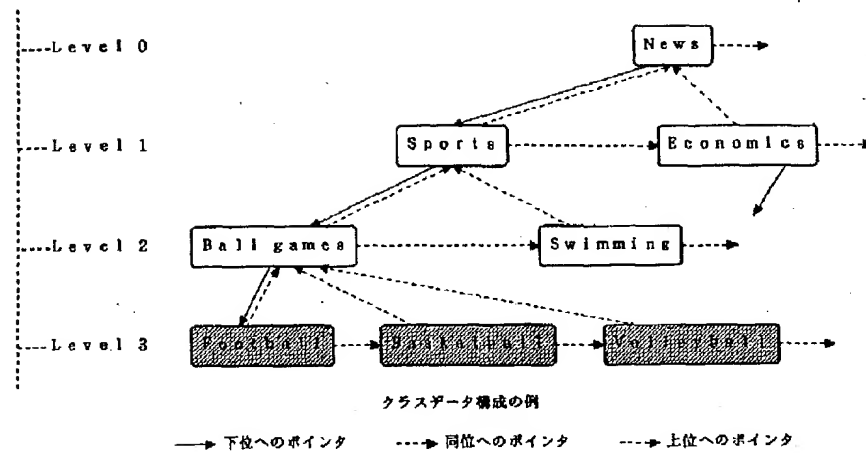 Level 0
News
Level 1
Sports
Economics
Level 2
Ball games
Swimming
Level 3
Football
Basketball
Volleyball
クラスデータ構成の例
下位へのポインタ
同位へのポインタ
上位へのポインタ